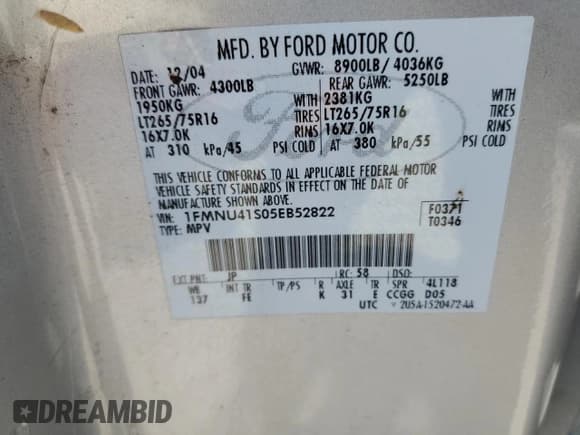 MFD. BY FORD MOTOR CO.
DATE: 12/04 GVWR: 8900LB/ 4036KG
FRONT GAWR: 4300LB REAR GAWR: 5250LB
1950KG WITH 2381KG WITH
LT265/75R16 TIRES LT265/75R16 TIRES
16X7.0K RIMS 16X7.0K RIMS
AT 310 kPa/45 PSI COLD AT 380 kPa/55 PSI COLD
THIS VEHICLE CONFORMS TO ALL APPLICABLE FEDERAL MOTOR
VEHICLE SAFETY STANDARDS IN EFFECT ON THE DATE OF
MANUFACTURE SHOWN ABOVE.
VIN: 1FMNU41S05EB52822 F0371
TYPE: MPV T0346
EXT PNT: JP RC: 58 DSO:
WB INT TR TP/PS R AXLE TR SPR 4L118
137 FE K 31 E CCGG D05
UTC ▽ 2U5A-1520472-AA
Ford
DREAMBID